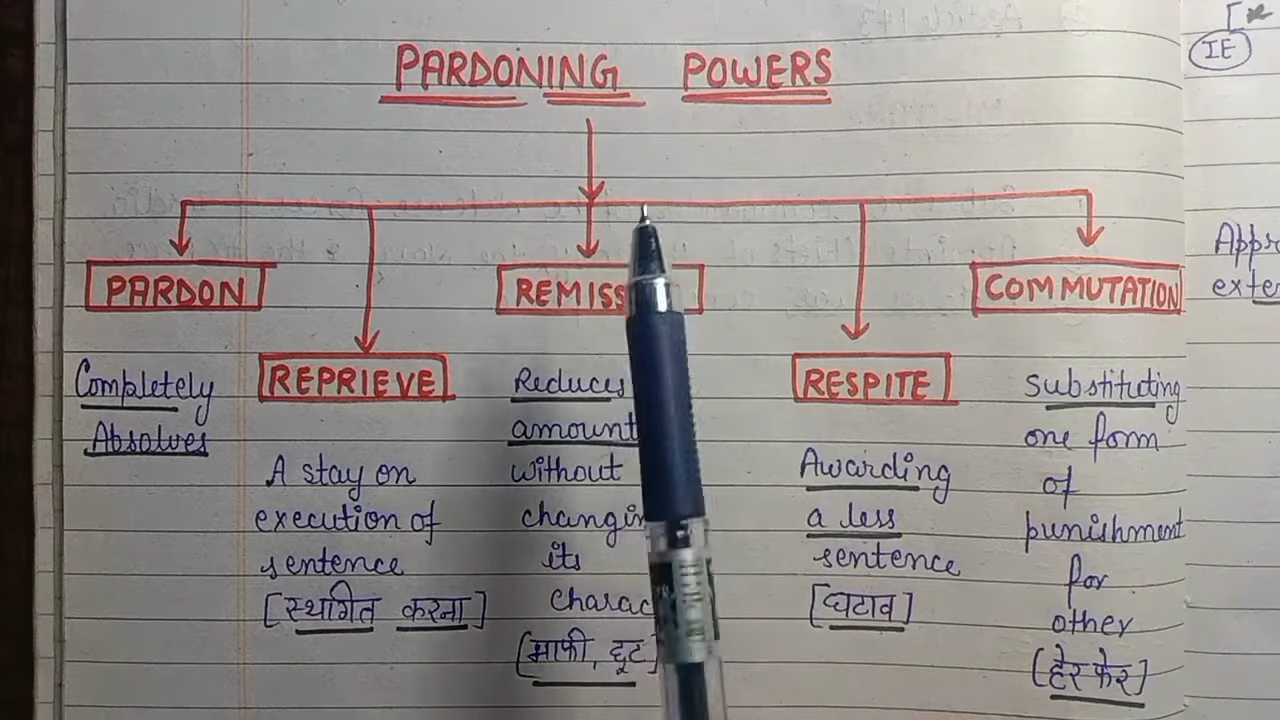 PARDONING POWERS
IE
PARDON
Completely
Absolves
REPRIEVE
A stay on
execution of
sentence
[स्थगित करना]
Reduces
amount
without
its
[माफी, छूट]
RESPITE
Awarding
a less
sentence
[घटाव]
COMMUTATION
substituting
one form
of
punishment
for
other
[हेर फेर]